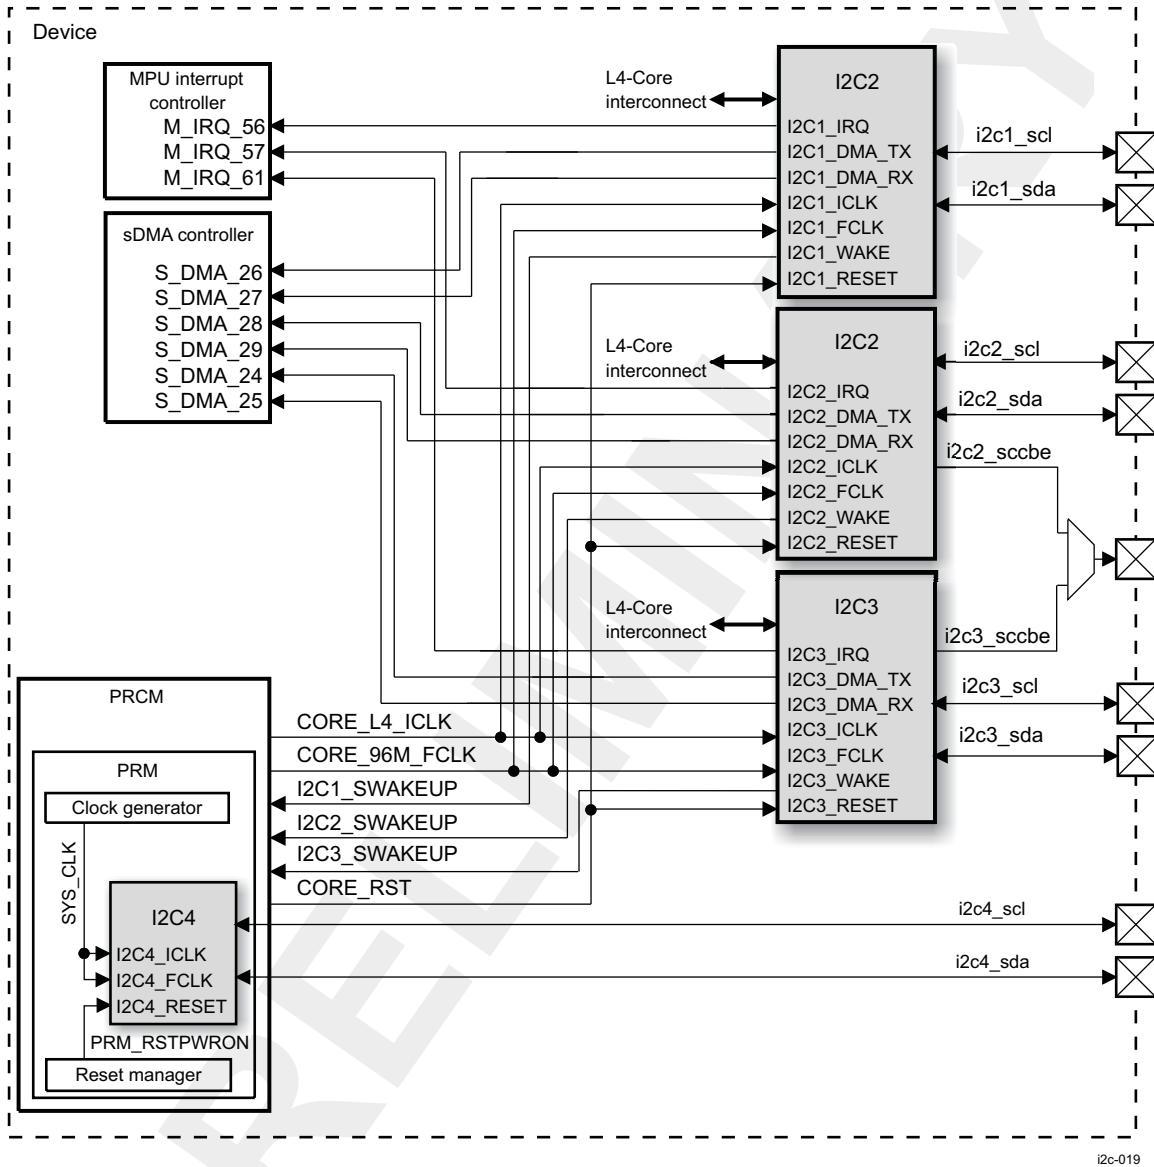 Device
MPU interrupt
controller
M_IRQ_56
M_IRQ_57
M_IRQ_61
sDMA controller
S_DMA_26
S_DMA_27
S_DMA_28
S_DMA_29
S_DMA_24
S_DMA_25
L4-Core
interconnect
I2C2
I2C1_IRQ
I2C1_DMA_TX
I2C1_DMA_RX
I2C1_ICLK
I2C1_FCLK
I2C1_WAKE
I2C1_RESET
i2c1_scl
i2c1_sda
L4-Core
interconnect
I2C2
I2C2_IRQ
I2C2_DMA_TX
I2C2_DMA_RX
I2C2_ICLK
I2C2_FCLK
I2C2_WAKE
I2C2_RESET
i2c2_scl
i2c2_sda
i2c2_sccbe
L4-Core
interconnect
I2C3
I2C3_IRQ
I2C3_DMA_TX
I2C3_DMA_RX
I2C3_ICLK
I2C3_FCLK
I2C3_WAKE
I2C3_RESET
i2c3_sccbe
i2c3_scl
i2c3_sda
PRCM
CORE_L4_ICLK
CORE_96M_FCLK
I2C1_SWAKEUP
I2C2_SWAKEUP
I2C3_SWAKEUP
CORE_RST
PRM
Clock generator
SYS_CLK
I2C4
I2C4_ICLK
I2C4_FCLK
I2C4_RESET
PRM_RSTPWRON
Reset manager
i2c4_scl
i2c4_sda
i2c-019
PRELIMINARY